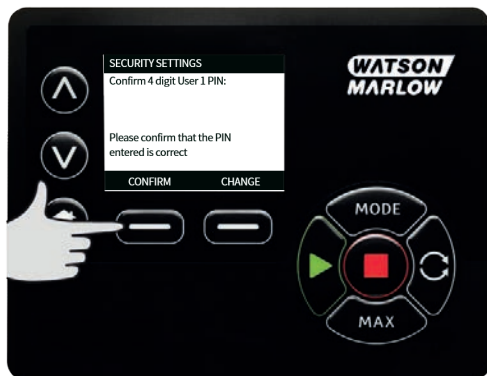 SECURITY SETTINGS
Confirm 4 digit User 1 PIN:
Please confirm that the PIN
entered is correct
CONFIRM CHANGE
WATSON
MARLOW
MODE
MAX